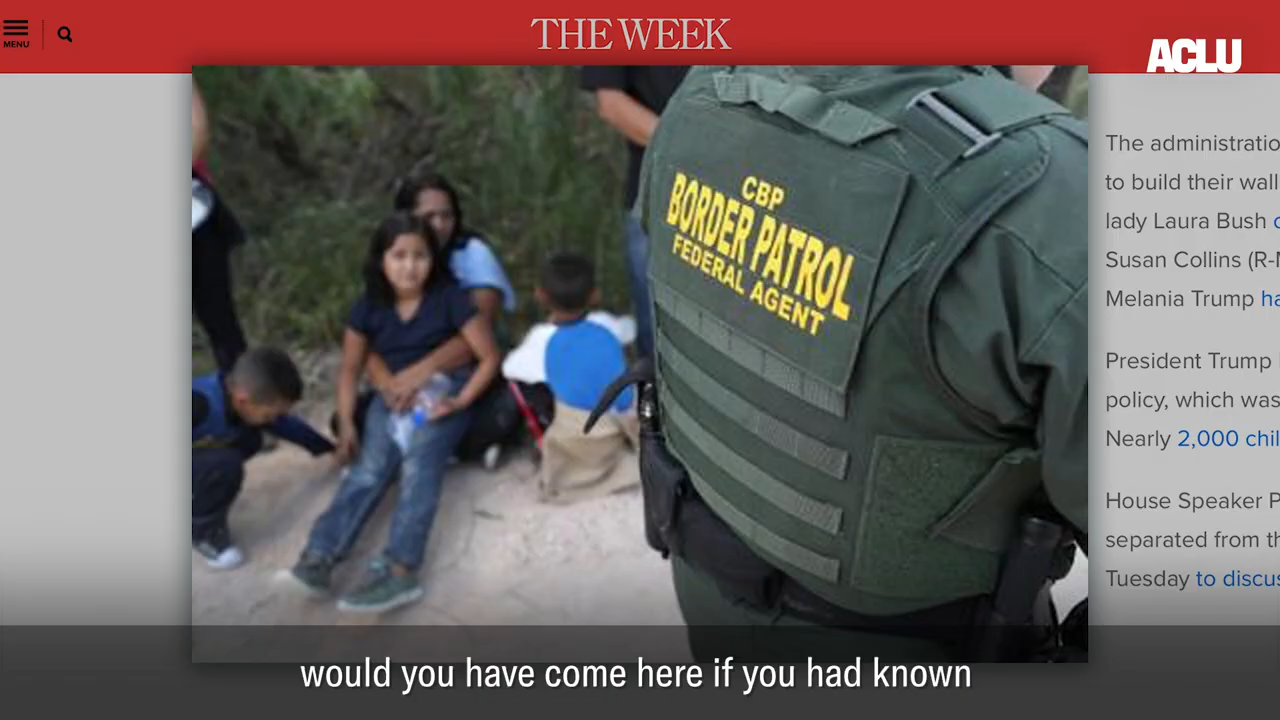 MENU
THE WEEK
ACLU
CBP
BORDER PATROL
FEDERAL AGENT
The administratio
to build their wall
lady Laura Bush
Susan Collins (R-
Melania Trump ha
President Trump
policy, which was
Nearly 2,000 chil
House Speaker P
separated from th
Tuesday to discus
would you have come here if you had known